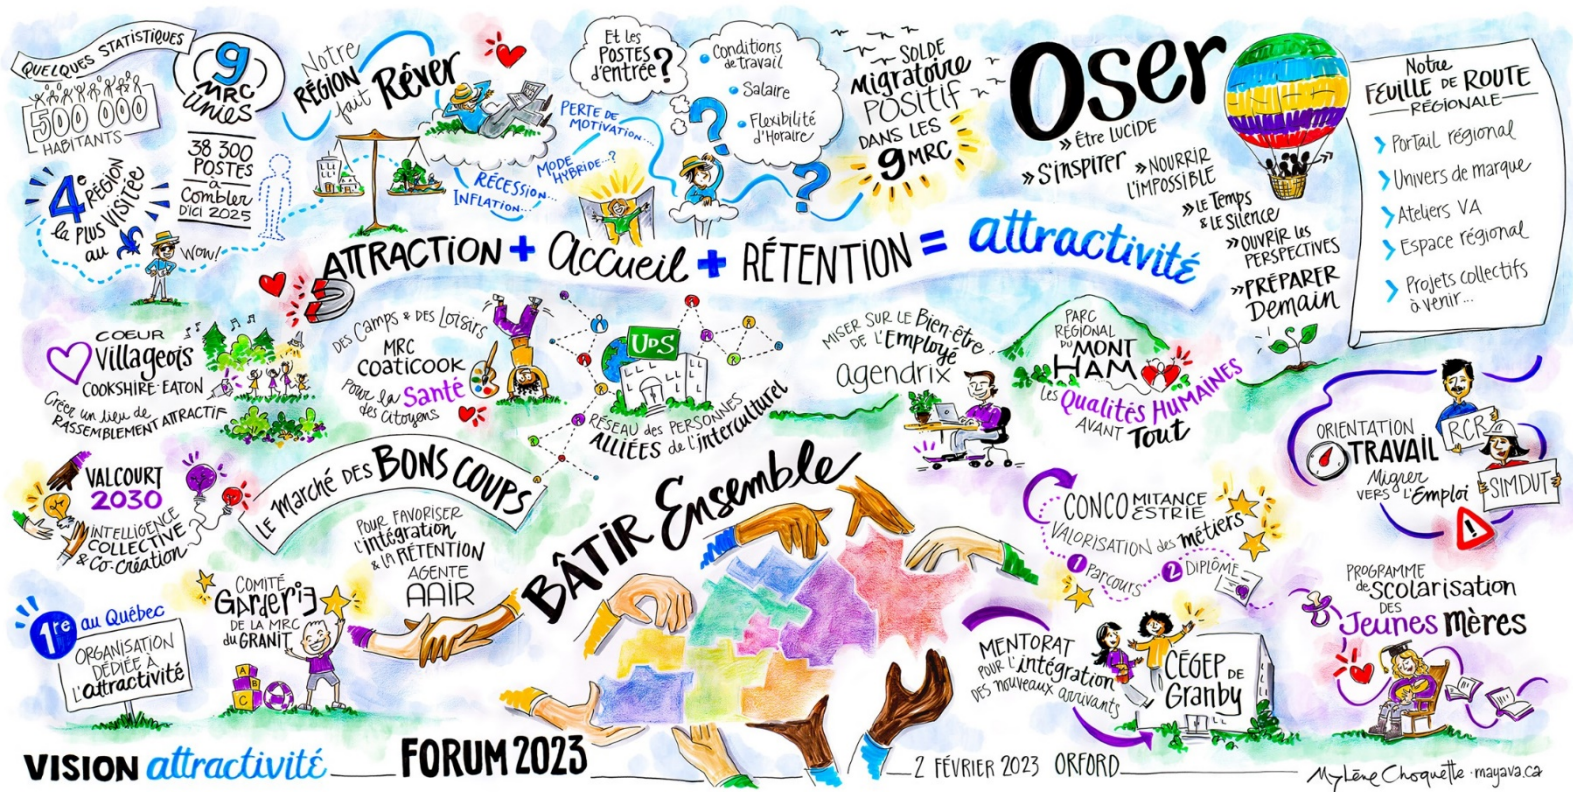 QUELQUES STATISTIQUES
500 000
HABITANTS
9
MRC
UNIES
38 300
POSTES
à
Combler
D'ICI 2025
4e
RÉGION
la PLUS VISITÉE
au
WOW!
Notre
RÉGION
fait Rêver
Et les
POSTES
d'entrée?
Conditions
de travail
Salaire
Flexibilité
d'Horaire
?
?
PERTE DE
MOTIVATION...
MODE
HYBRIDE...?
RÉCESSION...
INFLATION...
SOLDE
Migratoire
POSITIF
DANS LES
9 MRC
Oser
» Être LUCIDE
» S'inspirer
» NOURRIR
L'IMPOSSIBLE
» LE Temps
& LE Silence
» OUVRIR les
PERSPECTIVES
» PRÉPARER
Demain
Notre
FEUILLE DE ROUTE
RÉGIONALE
Portail régional
Univers de marque
Ateliers VA
Espace régional
Projets collectifs
à venir...
ATTRACTION + Accueil + RÉTENTION = attractivité
COEUR
Villageois
COOKSHIRE-EATON
Créer un lieu de
RASSEMBLEMENT ATTRACTIF
DES Camps & DES Loisirs
MRC
COATICOOK
Pour la Santé
des Citoyens
UDS
RÉSEAU des PERSONNES
ALLIÉES de l'interculturel
MISER SUR LE Bien-être
DE L'Employé
agendrix
PARC
RÉGIONAL
DU MONT
HAM
Les Qualités HUMAINES
AVANT Tout
ORIENTATION
TRAVAIL
Migrer
VERS L'Emploi
RCR
SIMDUT
VALCOURT
2030
INTELLIGENCE
COLLECTIVE
& Co-création
Le Marché DES BONS COUPS
POUR FAVORISER
l'intégration
& LA RÉTENTION
AGENTE
AAIR
BÂTIR Ensemble
CONCOMITANCE
ESTRIE
VALORISATION des métiers
1 Parcours
2 DIPLÔME
1re au Québec
ORGANISATION
DÉDIÉE À
L'attractivité
COMITÉ
GARderie
DE LA MRC
du GRANIT
A
B
C
MENTORAT
POUR l'intégration
DES nouveaux arrivants
CÉGEP DE
Granby
PROGRAMME
de scolarisation
DES
Jeunes mères
VISION attractivité
FORUM 2023
2 FÉVRIER 2023 ORFORD
Mylène Choquette · mayava.ca